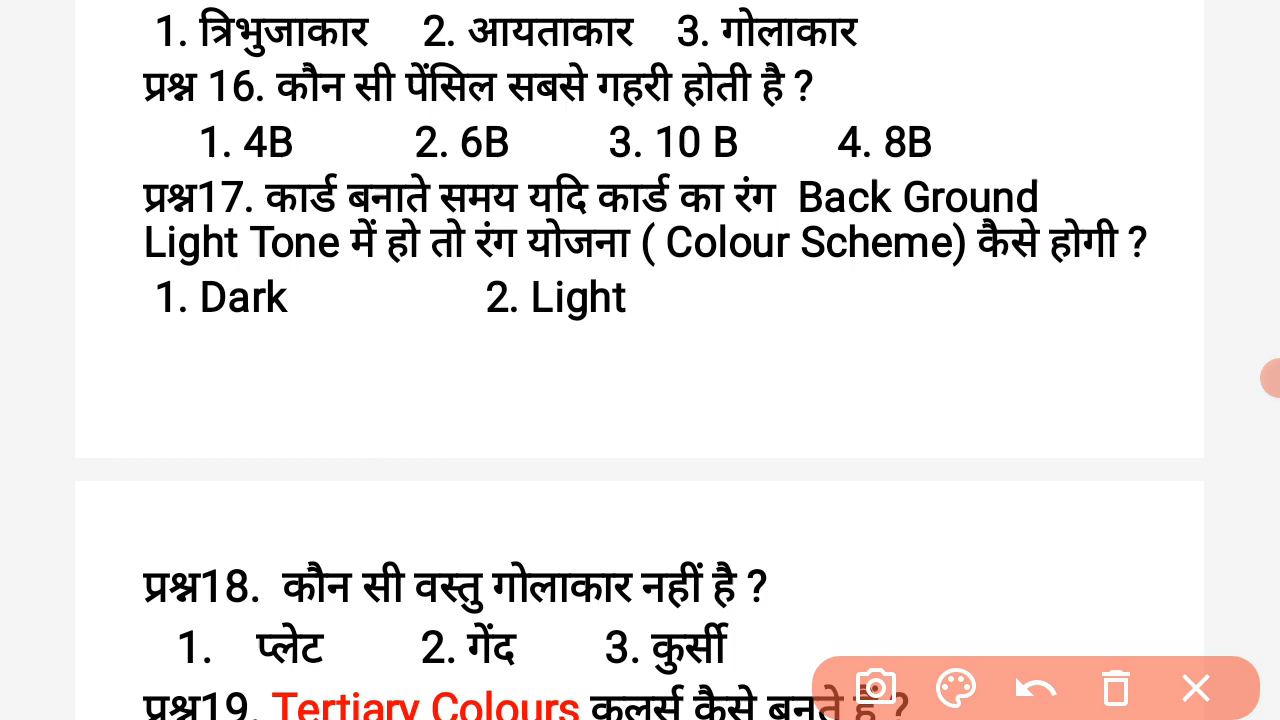 1. त्रिभुजाकार 2. आयताकार 3. गोलाकार
प्रश्न 16. कौन सी पेंसिल सबसे गहरी होती है ?
1. 4B 2. 6B 3. 10 B 4. 8B
प्रश्न17. कार्ड बनाते समय यदि कार्ड का रंग Back Ground
Light Tone में हो तो रंग योजना ( Colour Scheme) कैसे होगी ?
1. Dark 2. Light
प्रश्न18. कौन सी वस्तु गोलाकार नहीं है ?
1. प्लेट 2. गेंद 3. कुर्सी
प्रश्न19. Tertiary Colours कलर्स कैसे बनते हैं ?